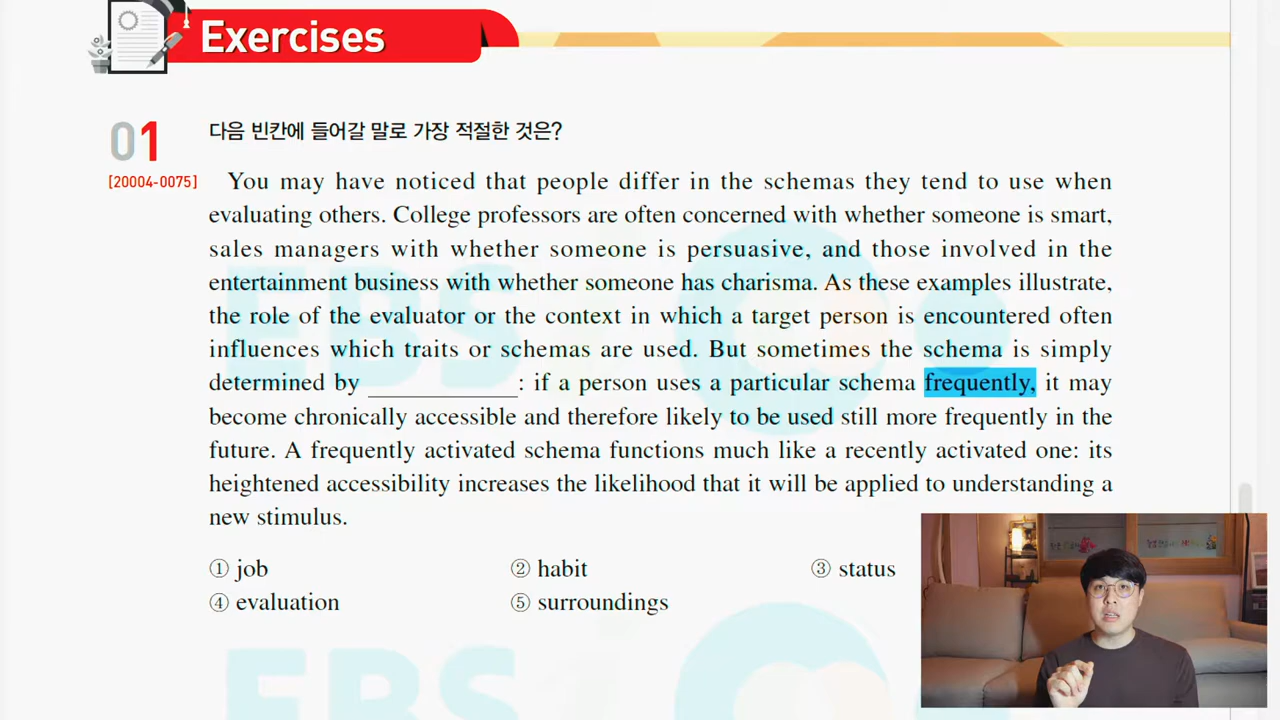 Exercises
01
다음 빈칸에 들어갈 말로 가장 적절한 것은?
[20004-0075]
You may have noticed that people differ in the schemas they tend to use when
evaluating others. College professors are often concerned with whether someone is smart,
sales managers with whether someone is persuasive, and those involved in the
entertainment business with whether someone has charisma. As these examples illustrate,
the role of the evaluator or the context in which a target person is encountered often
influences which traits or schemas are used. But sometimes the schema is simply
determined by ____________ : if a person uses a particular schema frequently, it may
become chronically accessible and therefore likely to be used still more frequently in the
future. A frequently activated schema functions much like a recently activated one: its
heightened accessibility increases the likelihood that it will be applied to understanding a
new stimulus.
① job ② habit ③ status
④ evaluation ⑤ surroundings
EBS
EBS